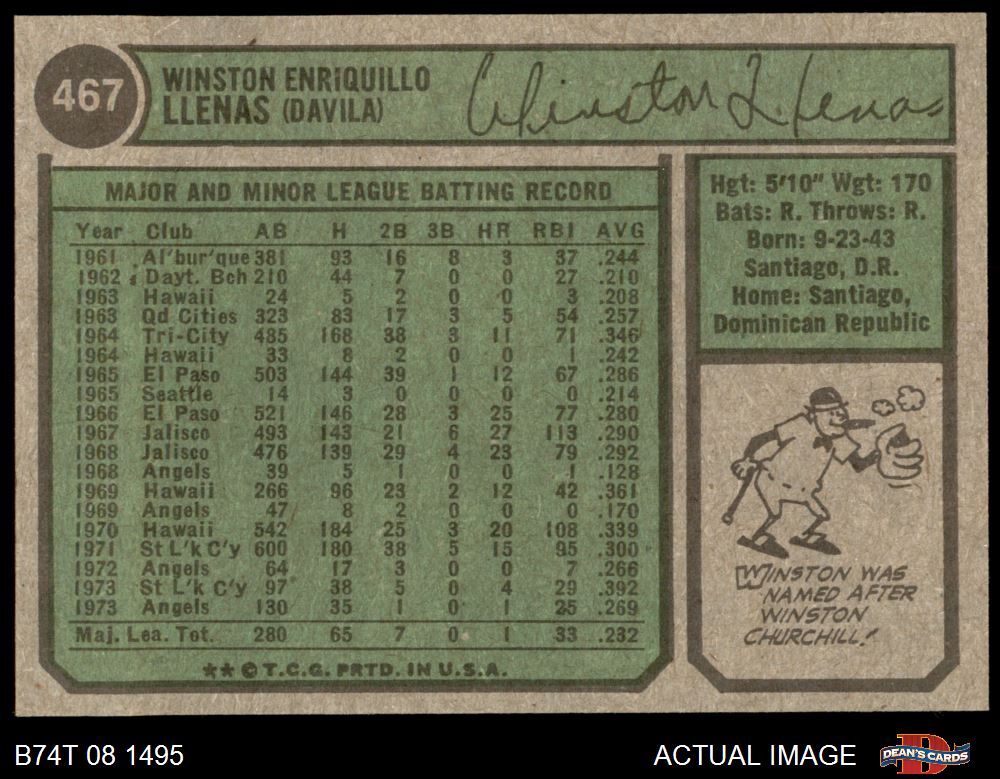 467
WINSTON ENRIQUILLO
LLENAS (DAVILA)
Winston Llenas
MAJOR AND MINOR LEAGUE BATTING RECORD
Year Club AB H 2B 3B HR RBI AVG
1961 Al'bur'que 381 93 16 8 3 37 .244
1962 Dayt. Bch 210 44 7 0 0 27 .210
1963 Hawaii 24 5 2 0 0 3 .208
1963 Qd Cities 323 83 17 3 5 54 .257
1964 Tri-City 485 168 38 3 11 71 .346
1964 Hawaii 33 8 2 0 0 1 .242
1965 El Paso 503 144 39 1 12 67 .286
1965 Seattle 14 3 0 0 0 0 .214
1966 El Paso 521 146 28 3 25 77 .280
1967 Jalisco 493 143 21 6 27 113 .290
1968 Jalisco 476 139 29 4 23 79 .292
1968 Angels 39 5 1 0 0 1 .128
1969 Hawaii 266 96 23 2 12 42 .361
1969 Angels 47 8 2 0 0 0 .170
1970 Hawaii 542 184 25 3 20 108 .339
1971 St L'k C'y 600 180 38 5 15 95 .300
1972 Angels 64 17 3 0 0 7 .266
1973 St L'k C'y 97 38 5 0 4 29 .392
1973 Angels 130 35 1 0 1 25 .269
Maj. Lea. Tot. 280 65 7 0 1 33 .232
** © T.C.G. PRTD. IN U.S.A.
Hgt: 5'10" Wgt: 170
Bats: R. Throws: R.
Born: 9-23-43
Santiago, D.R.
Home: Santiago,
Dominican Republic
WINSTON WAS
NAMED AFTER
WINSTON
CHURCHILL!
B74T 08 1495
ACTUAL IMAGE
DEAN'S CARDS